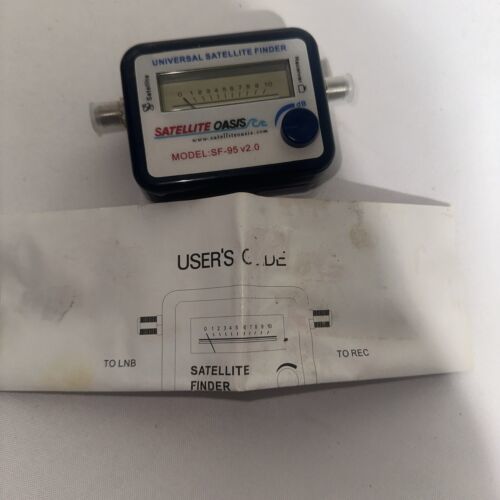 UNIVERSAL SATELLITE FINDER
Satellite
Receiver
0 1 2 3 4 5 6 7 8 9 10
dB
SATELLITE OASIS
www.satelliteoasis.com
MODEL:SF-95 v2.0
USER'S
0 1 2 3 4 5 6 7 8 9 10
TO LNB
TO REC
SATELLITE
FINDER